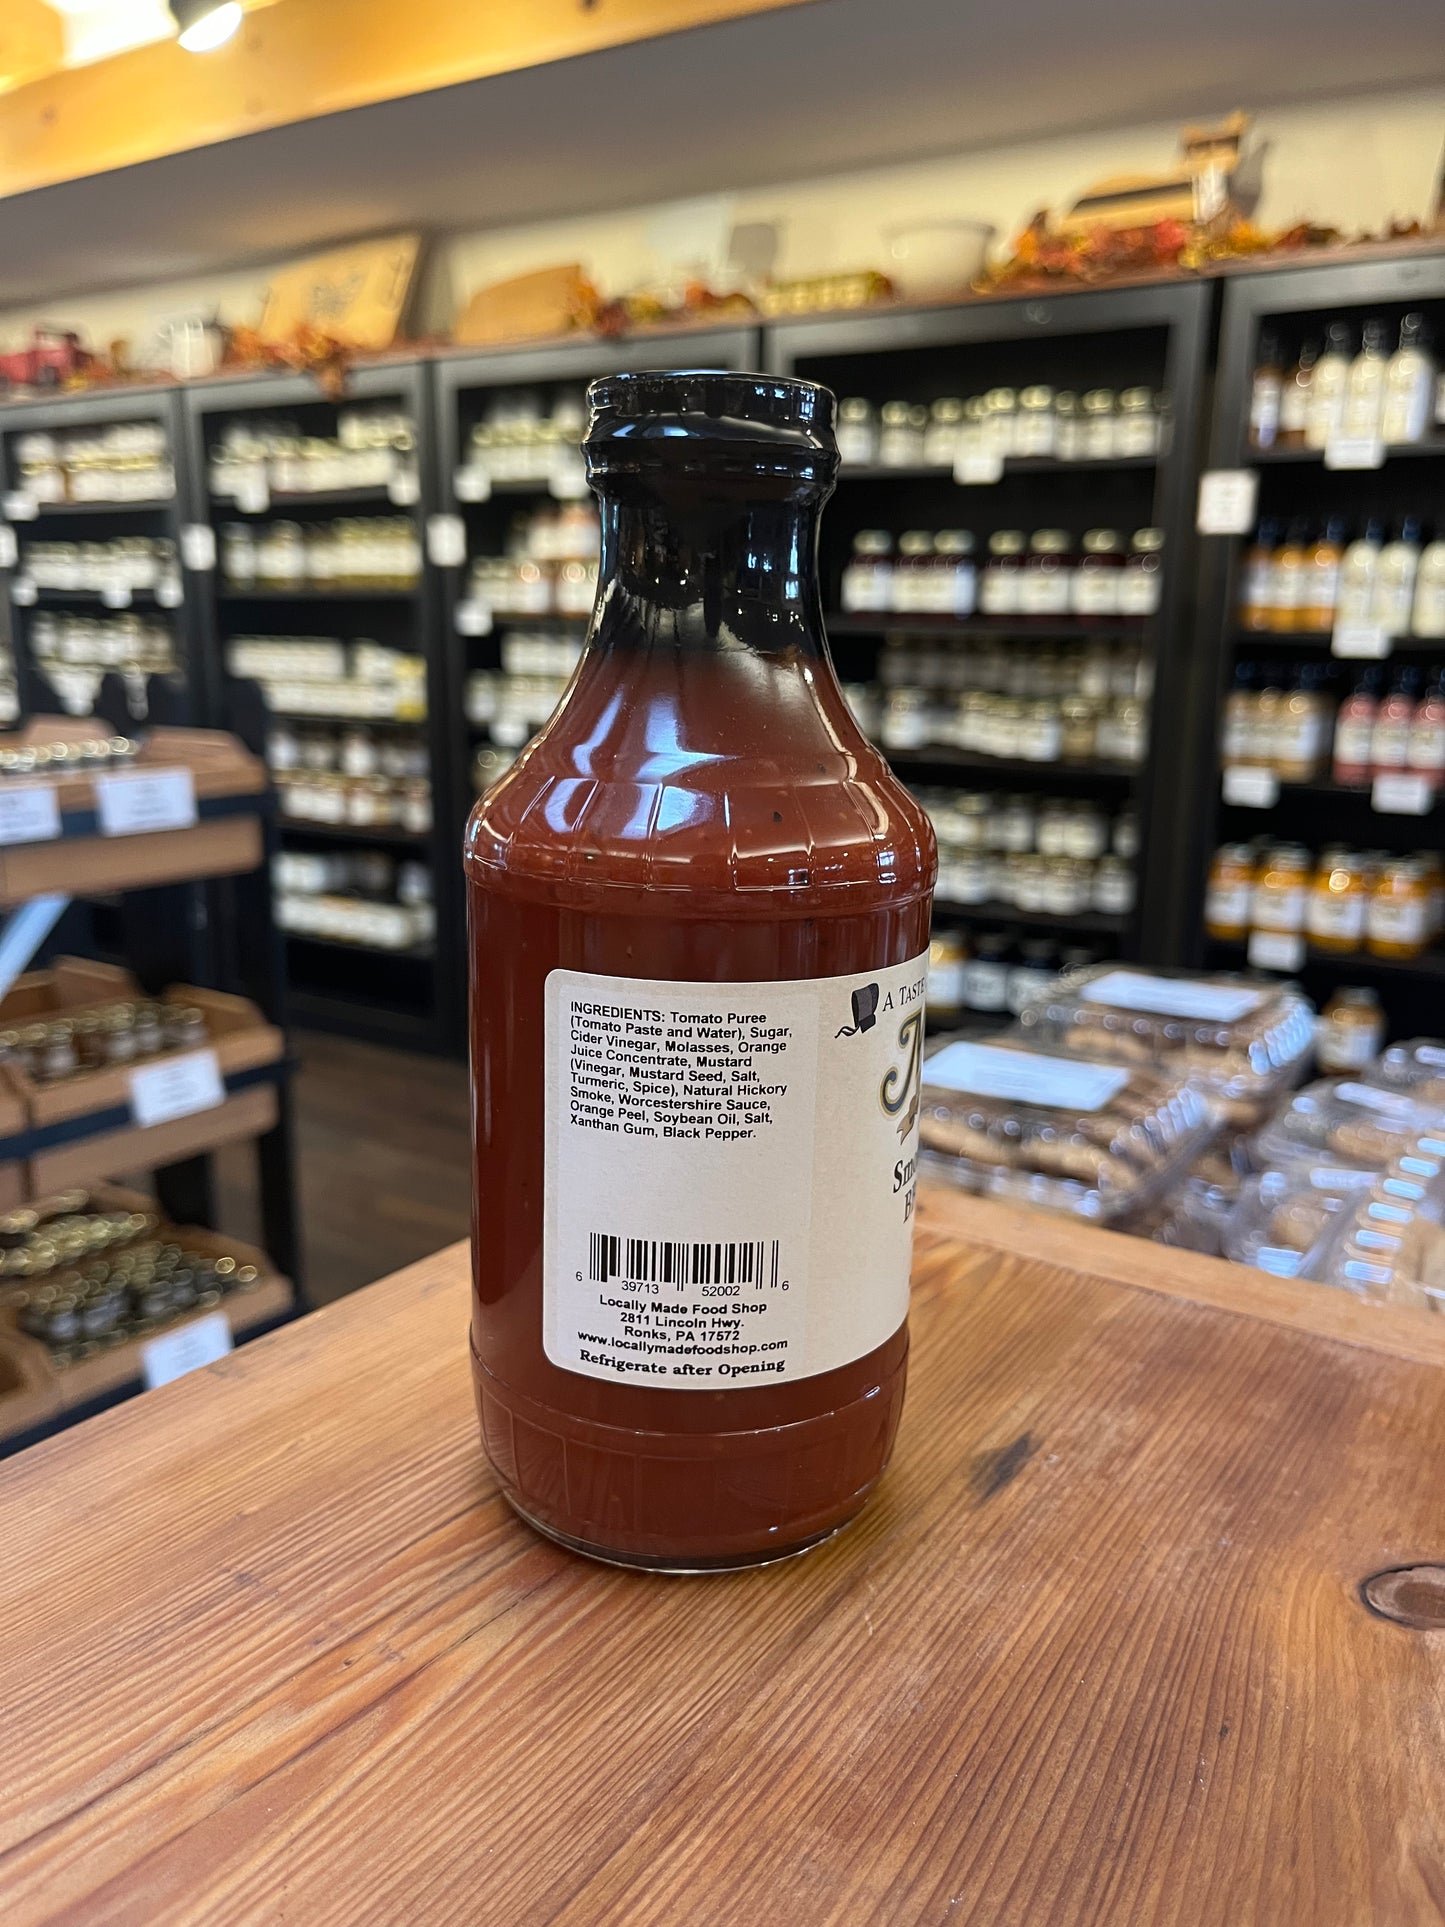 INGREDIENTS: Tomato Puree
(Tomato Paste and Water), Sugar,
Cider Vinegar, Molasses, Orange
Juice Concentrate, Mustard
(Vinegar, Mustard Seed, Salt,
Turmeric, Spice), Natural Hickory
Smoke, Worcestershire Sauce,
Orange Peel, Soybean Oil, Salt,
Xanthan Gum, Black Pepper.
6 39713 52002 6
Locally Made Food Shop
2811 Lincoln Hwy.
Ronks, PA 17572
www.locallymadefoodshop.com
Refrigerate after Opening
A TASTE